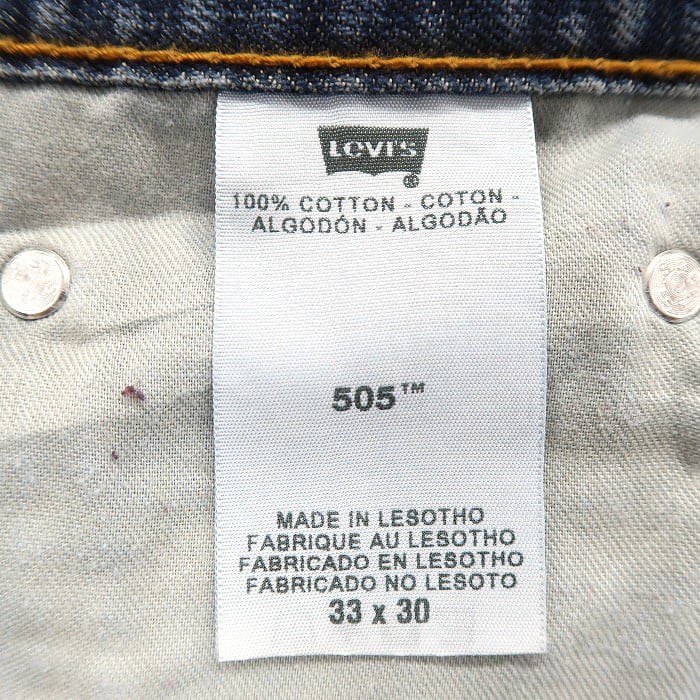 LEVI'S ®
100% COTTON - COTON -
ALGODÓN - ALGODÃO
505™
MADE IN LESOTHO
FABRIQUE AU LESOTHO
FABRICADO EN LESOTHO
FABRICADO NO LESOTO
33 x 30